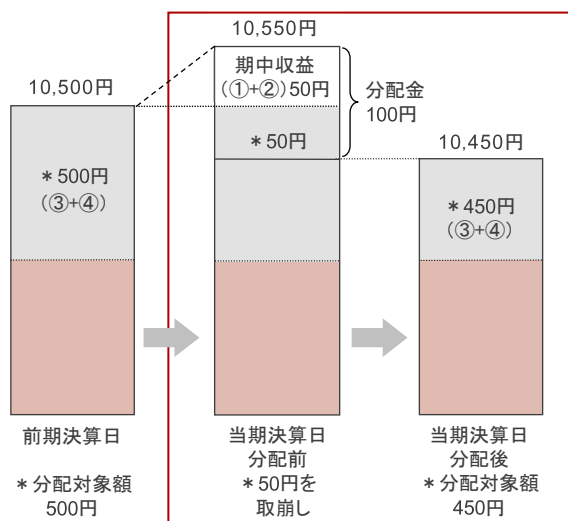 10,550円
10,500円
期中収益
(①+②)50円
分配金
100円
*50円
10,450円
*500円
(③+④)
*450円
(③+④)
前期決算日
*分配対象額
500円
当期決算日
分配前
*50円を
取崩し
当期決算日
分配後
*分配対象額
450円